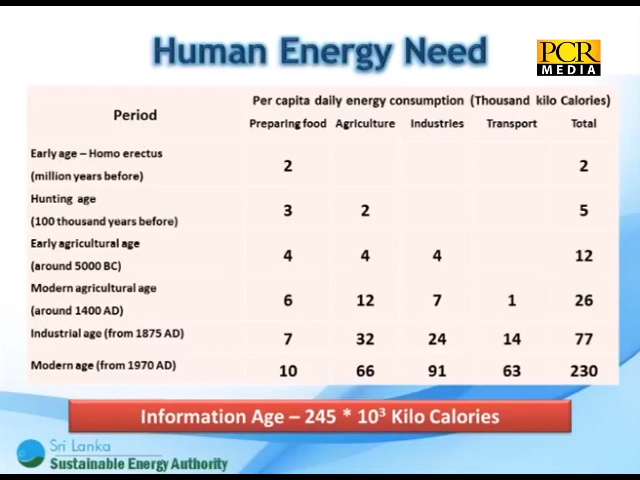 Human Energy Need
PCR
MEDIA
Period
Per capita daily energy consumption (Thousand kilo Calories)
Preparing food Agriculture Industries Transport Total
Early age – Homo erectus
(million years before)
2 2
Hunting age
(100 thousand years before)
3 2 5
Early agricultural age
(around 5000 BC)
4 4 4 12
Modern agricultural age
(around 1400 AD)
6 12 7 1 26
Industrial age (from 1875 AD) 7 32 24 14 77
Modern age (from 1970 AD) 10 66 91 63 230
Information Age – 245 * 10³ Kilo Calories
Sri Lanka
Sustainable Energy Authority